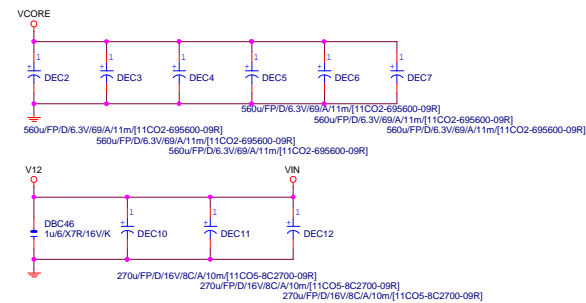 VCORE
1 1 1 1 1 1
+ + + + + +
DEC2 DEC3 DEC4 DEC5 DEC6 DEC7
560u/FP/D/6.3V/69/A/11m/[11CO2-695600-09R]
560u/FP/D/6.3V/69/A/11m/[11CO2-695600-09R]
560u/FP/D/6.3V/69/A/11m/[11CO2-695600-09R]
560u/FP/D/6.3V/69/A/11m/[11CO2-695600-09R]
560u/FP/D/6.3V/69/A/11m/[11CO2-695600-09R]
560u/FP/D/6.3V/69/A/11m/[11CO2-695600-09R]
V12 VIN
1 1 1
+ + +
DBC46
1u/6/X7R/16V/K
DEC10 DEC11 DEC12
270u/FP/D/16V/8C/A/10m/[11CO5-8C2700-09R]
270u/FP/D/16V/8C/A/10m/[11CO5-8C2700-09R]
270u/FP/D/16V/8C/A/10m/[11CO5-8C2700-09R]